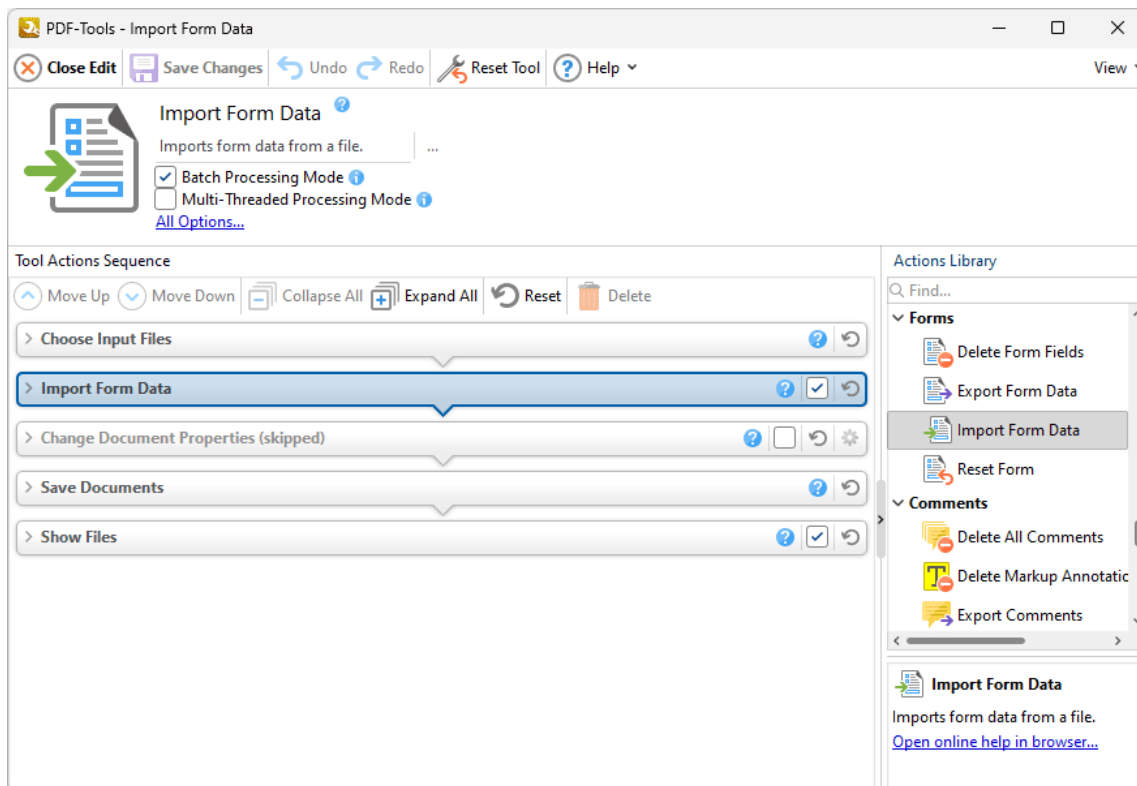 PDF-Tools - Import Form Data
Close Edit Save Changes Undo Redo Reset Tool ? Help View
Import Form Data ?
Imports form data from a file. ...
Batch Processing Mode i
Multi-Threaded Processing Mode i
All Options...
Tool Actions Sequence
Move Up Move Down Collapse All Expand All Reset Delete
Choose Input Files ?
Import Form Data ?
Change Document Properties (skipped) ?
Save Documents ?
Show Files ?
Actions Library
Find...
Forms
Delete Form Fields
Export Form Data
Import Form Data
Reset Form
Comments
Delete All Comments
T Delete Markup Annotatic
Export Comments
Import Form Data
Imports form data from a file.
Open online help in browser...